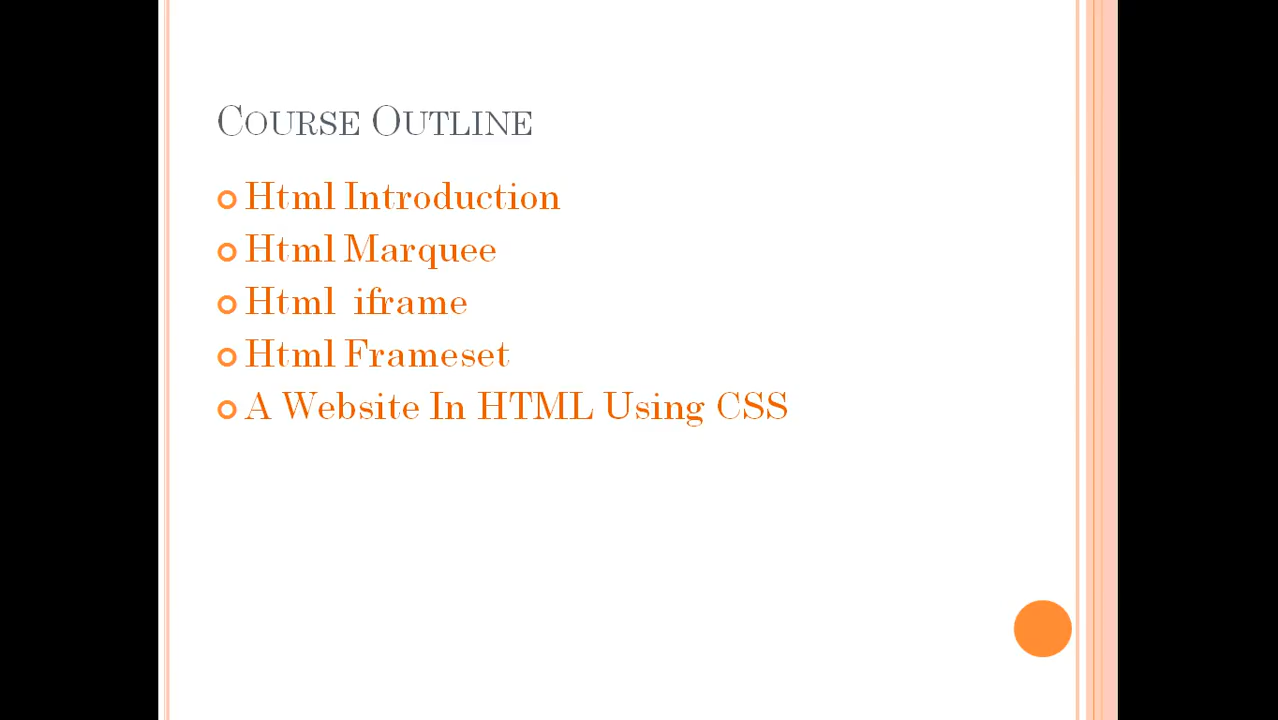 COURSE OUTLINE
Html Introduction
Html Marquee
Html iframe
Html Frameset
A Website In HTML Using CSS